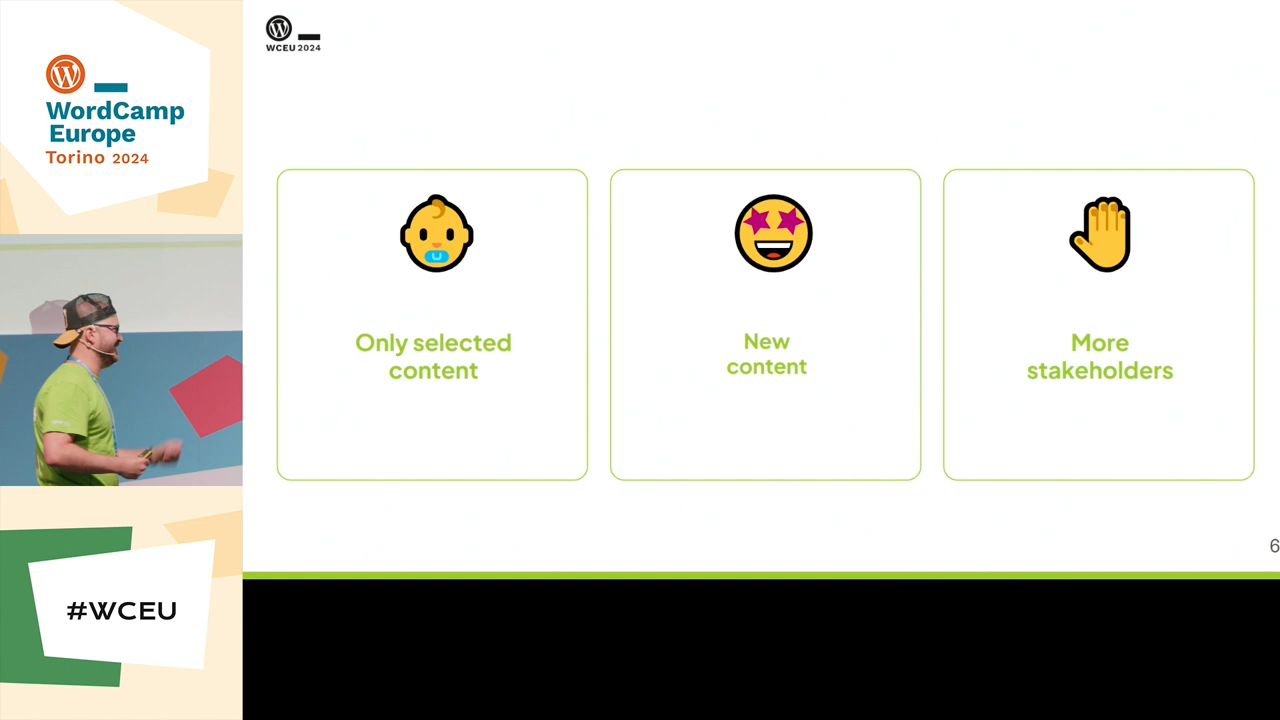 WordCamp
Europe
Torino 2024
#WCEU
WCEU 2024
Only selected
content
New
content
More
stakeholders
6